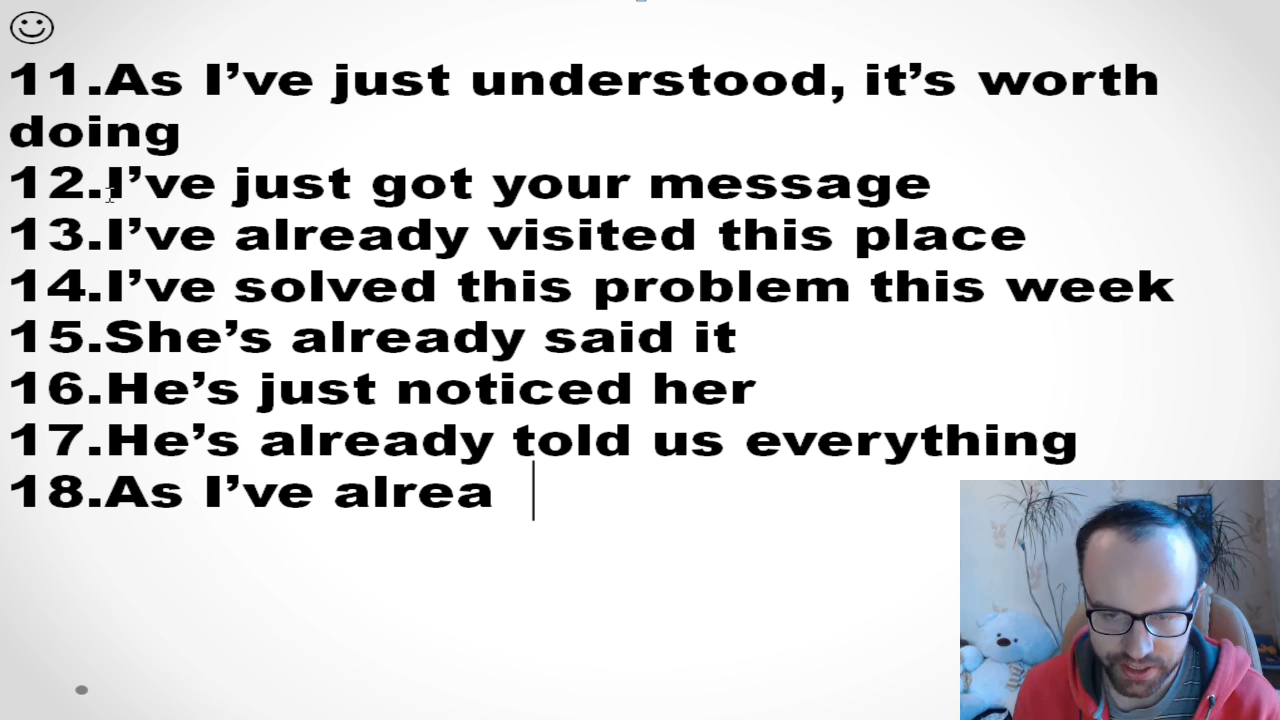 11.As I’ve just understood, it’s worth
doing
12.I’ve just got your message
13.I’ve already visited this place
14.I’ve solved this problem this week
15.She’s already said it
16.He’s just noticed her
17.He’s already told us everything
18.As I’ve alrea